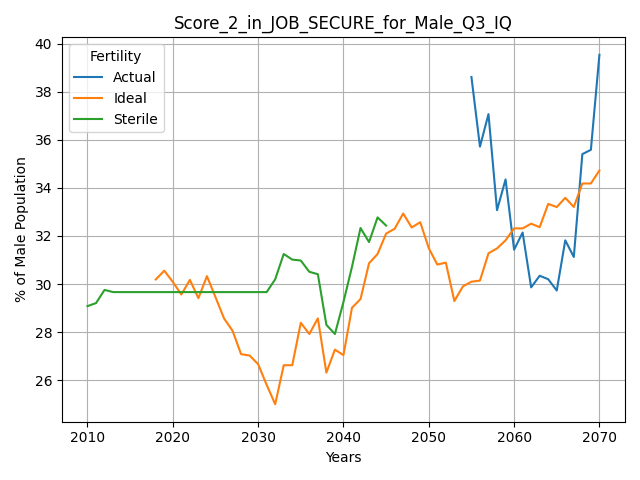 Score_2_in_JOB_SECURE_for_Male_Q3_IQ
Fertility
Actual
Ideal
Sterile
% of Male Population
40
38
36
34
32
30
28
26
2010 2020 2030 2040 2050 2060 2070
Years